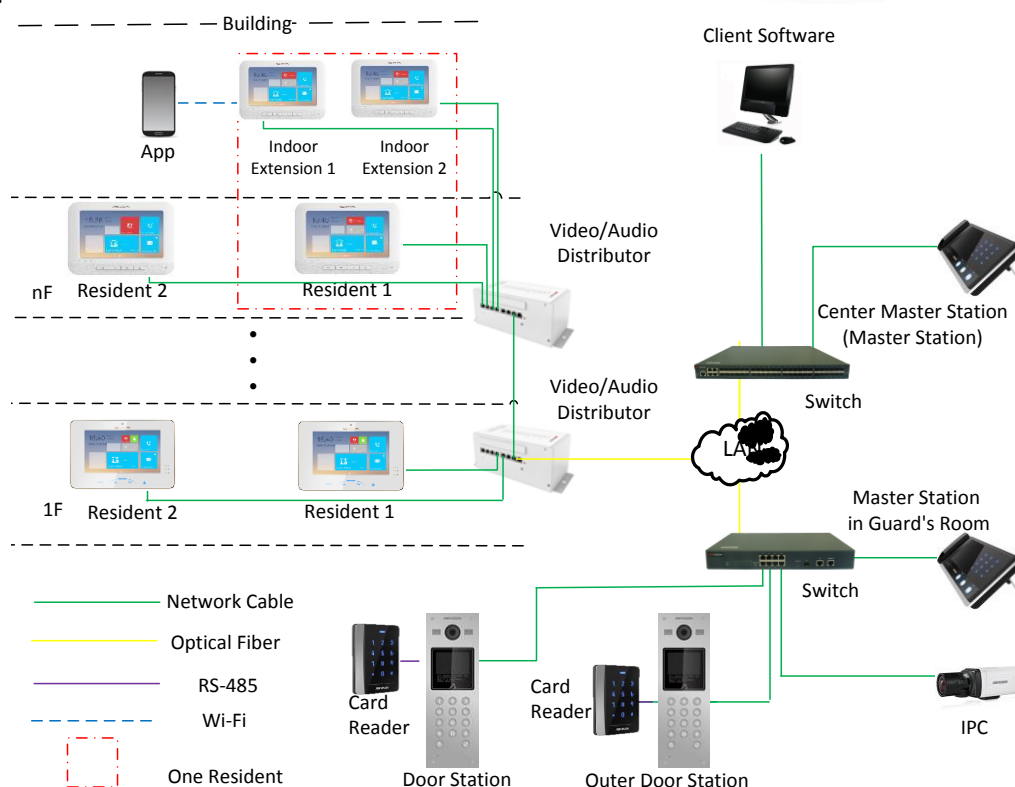 Building
Client Software
App
Indoor
Extension 1
Indoor
Extension 2
Video/Audio
Distributor
nF
Resident 2
Resident 1
Center Master Station
(Master Station)
Switch
Video/Audio
Distributor
1F
Resident 2
Resident 1
Master Station
in Guard's Room
Switch
Network Cable
Optical Fiber
RS-485
Wi-Fi
One Resident
Card
Reader
Door Station
Card
Reader
Outer Door Station
IPC